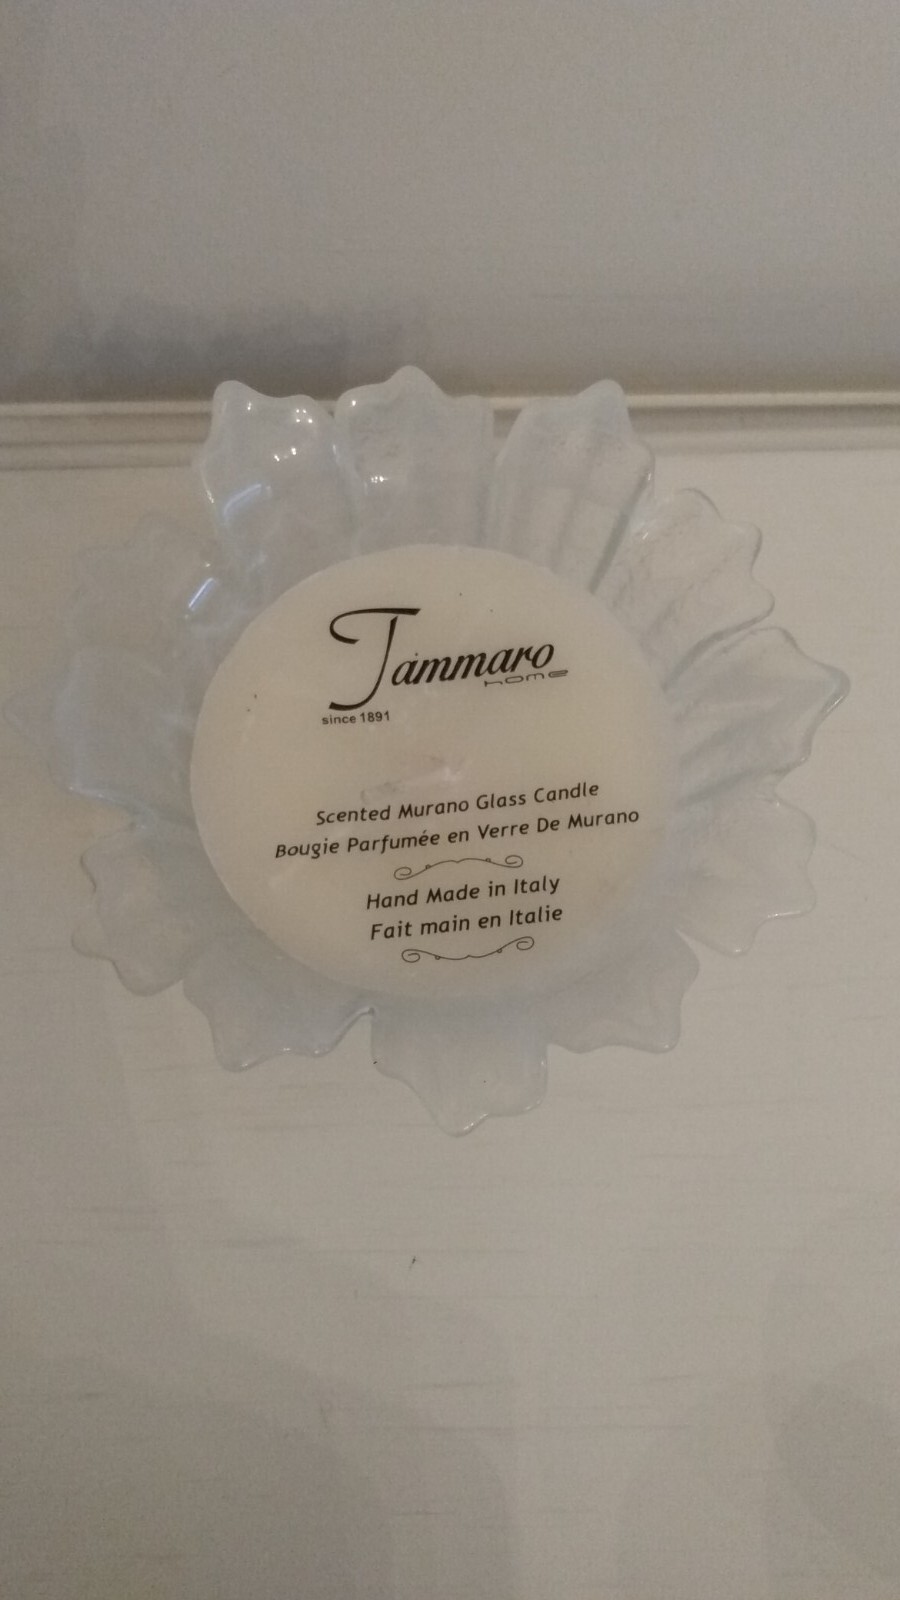 Tammaro
home
since 1891
Scented Murano Glass Candle
Bougie Parfumée en Verre De Murano
Hand Made in Italy
Fait main en Italie